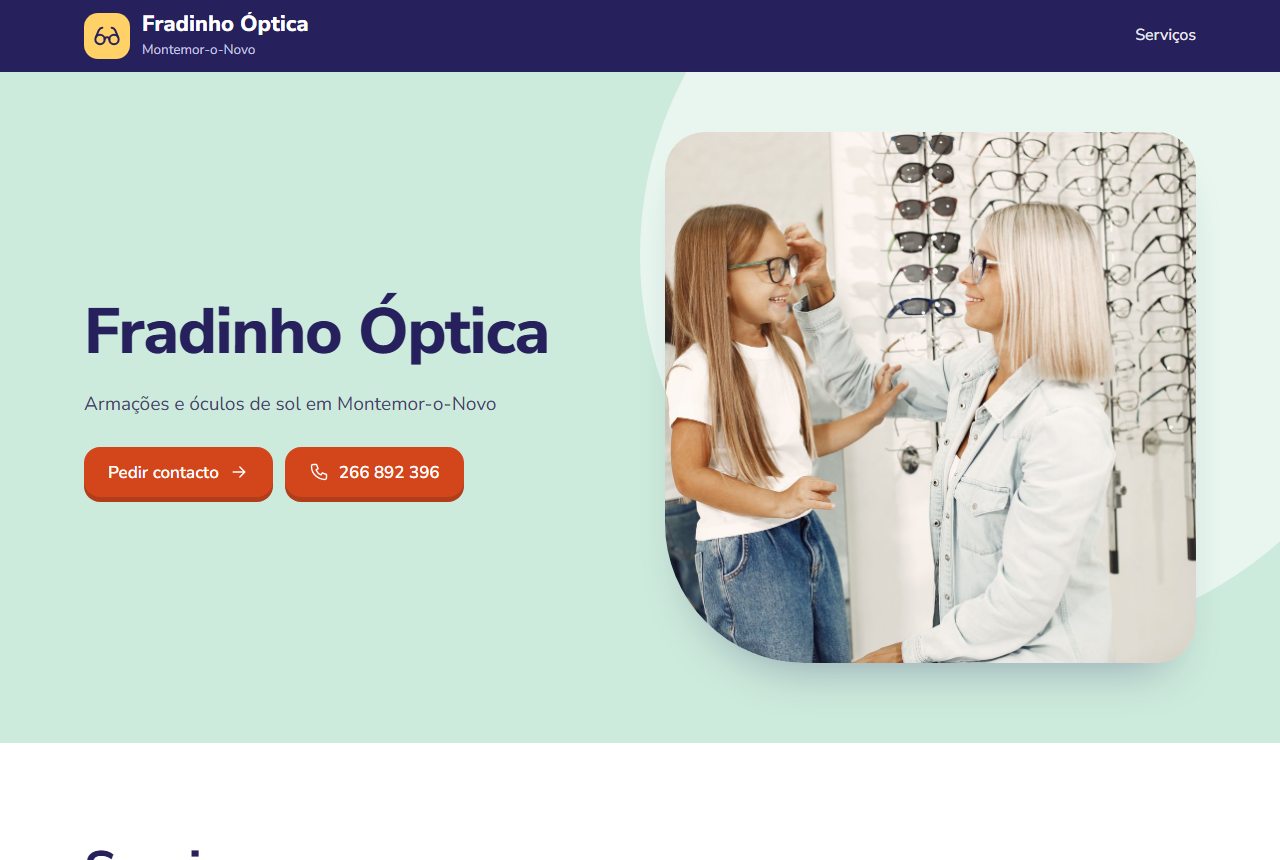 Fradinho Óptica
Montemor-o-Novo
Serviços
Fradinho Óptica
Armações e óculos de sol em Montemor-o-Novo
Pedir contacto
266 892 396